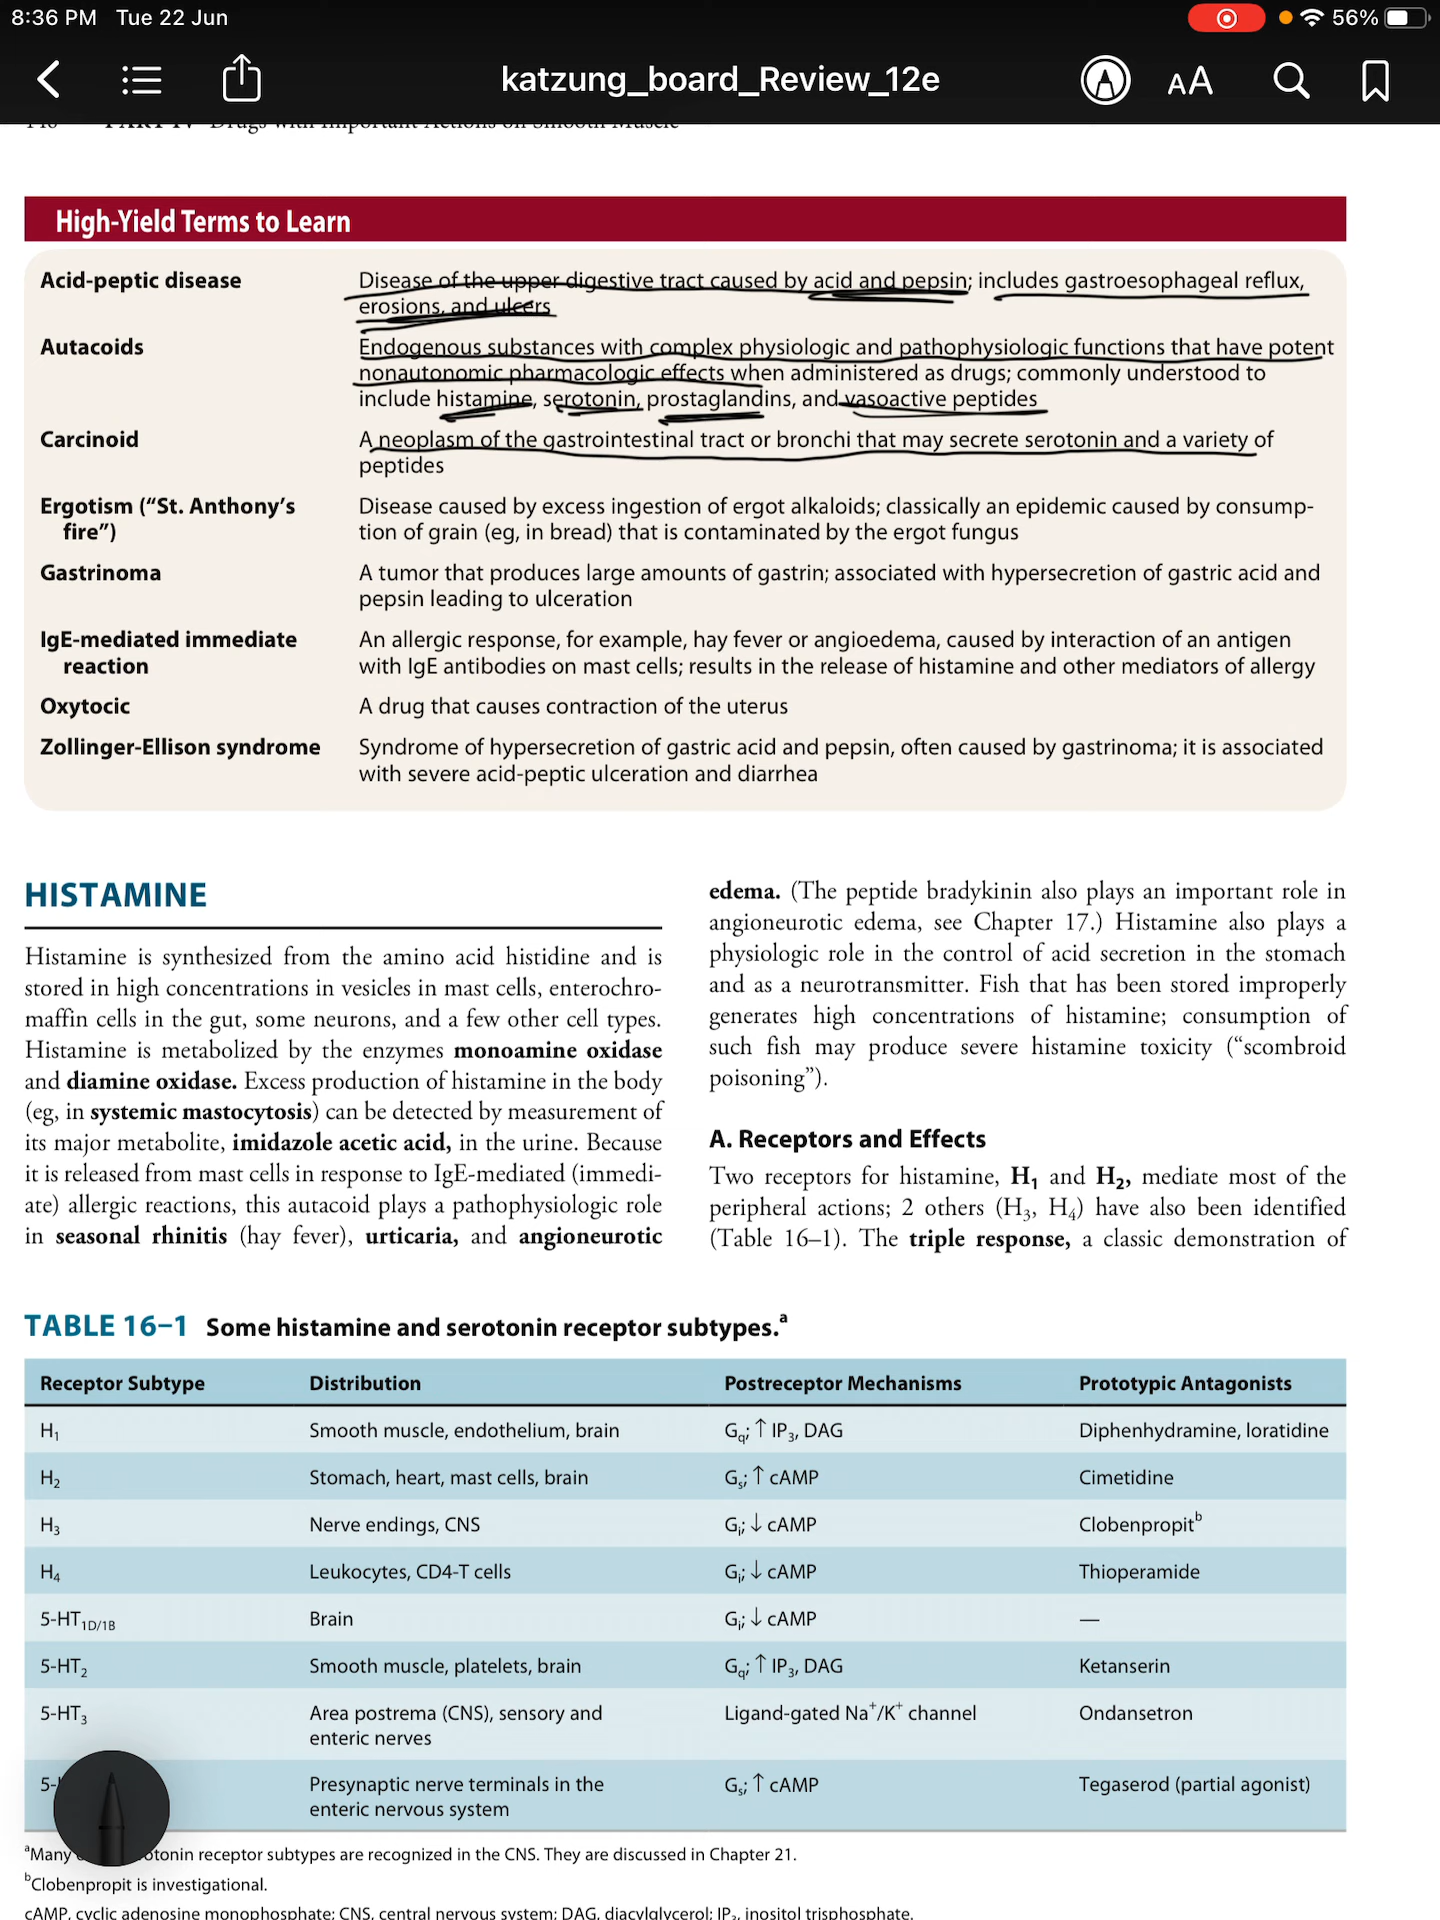 8:36 PM Tue 22 Jun
56%
katzung_board_Review_12e
AA
PART IV Drugs with Important Actions on Smooth Muscle
High-Yield Terms to Learn
Acid-peptic disease Disease of the upper digestive tract caused by acid and pepsin; includes gastroesophageal reflux,
erosions, and ulcers
Autacoids Endogenous substances with complex physiologic and pathophysiologic functions that have potent
nonautonomic pharmacologic effects when administered as drugs; commonly understood to
include histamine, serotonin, prostaglandins, and vasoactive peptides
Carcinoid A neoplasm of the gastrointestinal tract or bronchi that may secrete serotonin and a variety of
peptides
Ergotism (“St. Anthony’s Disease caused by excess ingestion of ergot alkaloids; classically an epidemic caused by consump-
fire”) tion of grain (eg, in bread) that is contaminated by the ergot fungus
Gastrinoma A tumor that produces large amounts of gastrin; associated with hypersecretion of gastric acid and
pepsin leading to ulceration
IgE-mediated immediate An allergic response, for example, hay fever or angioedema, caused by interaction of an antigen
reaction with IgE antibodies on mast cells; results in the release of histamine and other mediators of allergy
Oxytocic A drug that causes contraction of the uterus
Zollinger-Ellison syndrome Syndrome of hypersecretion of gastric acid and pepsin, often caused by gastrinoma; it is associated
with severe acid-peptic ulceration and diarrhea
HISTAMINE
Histamine is synthesized from the amino acid histidine and is
stored in high concentrations in vesicles in mast cells, enterochro-
maffin cells in the gut, some neurons, and a few other cell types.
Histamine is metabolized by the enzymes monoamine oxidase
and diamine oxidase. Excess production of histamine in the body
(eg, in systemic mastocytosis) can be detected by measurement of
its major metabolite, imidazole acetic acid, in the urine. Because
it is released from mast cells in response to IgE-mediated (immedi-
ate) allergic reactions, this autacoid plays a pathophysiologic role
in seasonal rhinitis (hay fever), urticaria, and angioneurotic
edema. (The peptide bradykinin also plays an important role in
angioneurotic edema, see Chapter 17.) Histamine also plays a
physiologic role in the control of acid secretion in the stomach
and as a neurotransmitter. Fish that has been stored improperly
generates high concentrations of histamine; consumption of
such fish may produce severe histamine toxicity (“scombroid
poisoning”).
A. Receptors and Effects
Two receptors for histamine, H₁ and H₂, mediate most of the
peripheral actions; 2 others (H₃, H₄) have also been identified
(Table 16–1). The triple response, a classic demonstration of
TABLE 16–1 Some histamine and serotonin receptor subtypes.ᵃ
Receptor Subtype Distribution Postreceptor Mechanisms Prototypic Antagonists
H₁ Smooth muscle, endothelium, brain Gq; ↑ IP₃, DAG Diphenhydramine, loratidine
H₂ Stomach, heart, mast cells, brain Gs; ↑ cAMP Cimetidine
H₃ Nerve endings, CNS Gi; ↓ cAMP Clobenpropitᵇ
H₄ Leukocytes, CD4-T cells Gi; ↓ cAMP Thioperamide
5-HT1D/1B Brain Gi; ↓ cAMP —
5-HT₂ Smooth muscle, platelets, brain Gq; ↑ IP₃, DAG Ketanserin
5-HT₃ Area postrema (CNS), sensory and Ligand-gated Na⁺/K⁺ channel Ondansetron
enteric nerves
5- Presynaptic nerve terminals in the Gs; ↑ cAMP Tegaserod (partial agonist)
enteric nervous system
ᵃMany otonin receptor subtypes are recognized in the CNS. They are discussed in Chapter 21.
ᵇClobenpropit is investigational.
cAMP, cyclic adenosine monophosphate; CNS, central nervous system; DAG, diacylglycerol; IP₃, inositol trisphosphate.